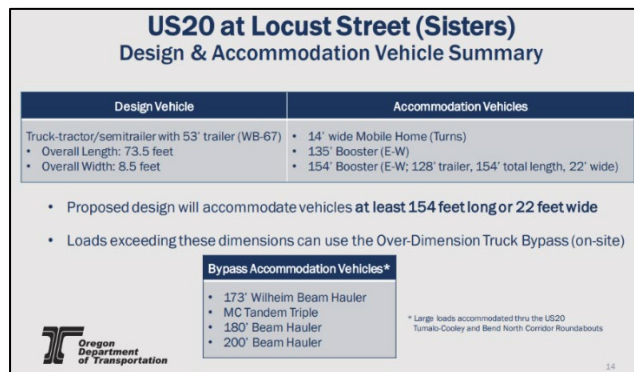 US20 at Locust Street (Sisters)
Design & Accommodation Vehicle Summary
Design Vehicle
Accommodation Vehicles
Truck-tractor/semitrailer with 53' trailer (WB-67)
• Overall Length: 73.5 feet
• Overall Width: 8.5 feet
• 14' wide Mobile Home (Turns)
• 135' Booster (E-W)
• 154' Booster (E-W; 128' trailer, 154' total length, 22' wide)
• Proposed design will accommodate vehicles at least 154 feet long or 22 feet wide
• Loads exceeding these dimensions can use the Over-Dimension Truck Bypass (on-site)
Bypass Accommodation Vehicles*
• 173' Wilheim Beam Hauler
• MC Tandem Triple
• 180' Beam Hauler
• 200' Beam Hauler
* Large loads accommodated thru the US20
Tumalo-Cooley and Bend North Corridor Roundabouts
Oregon
Department
of Transportation
14